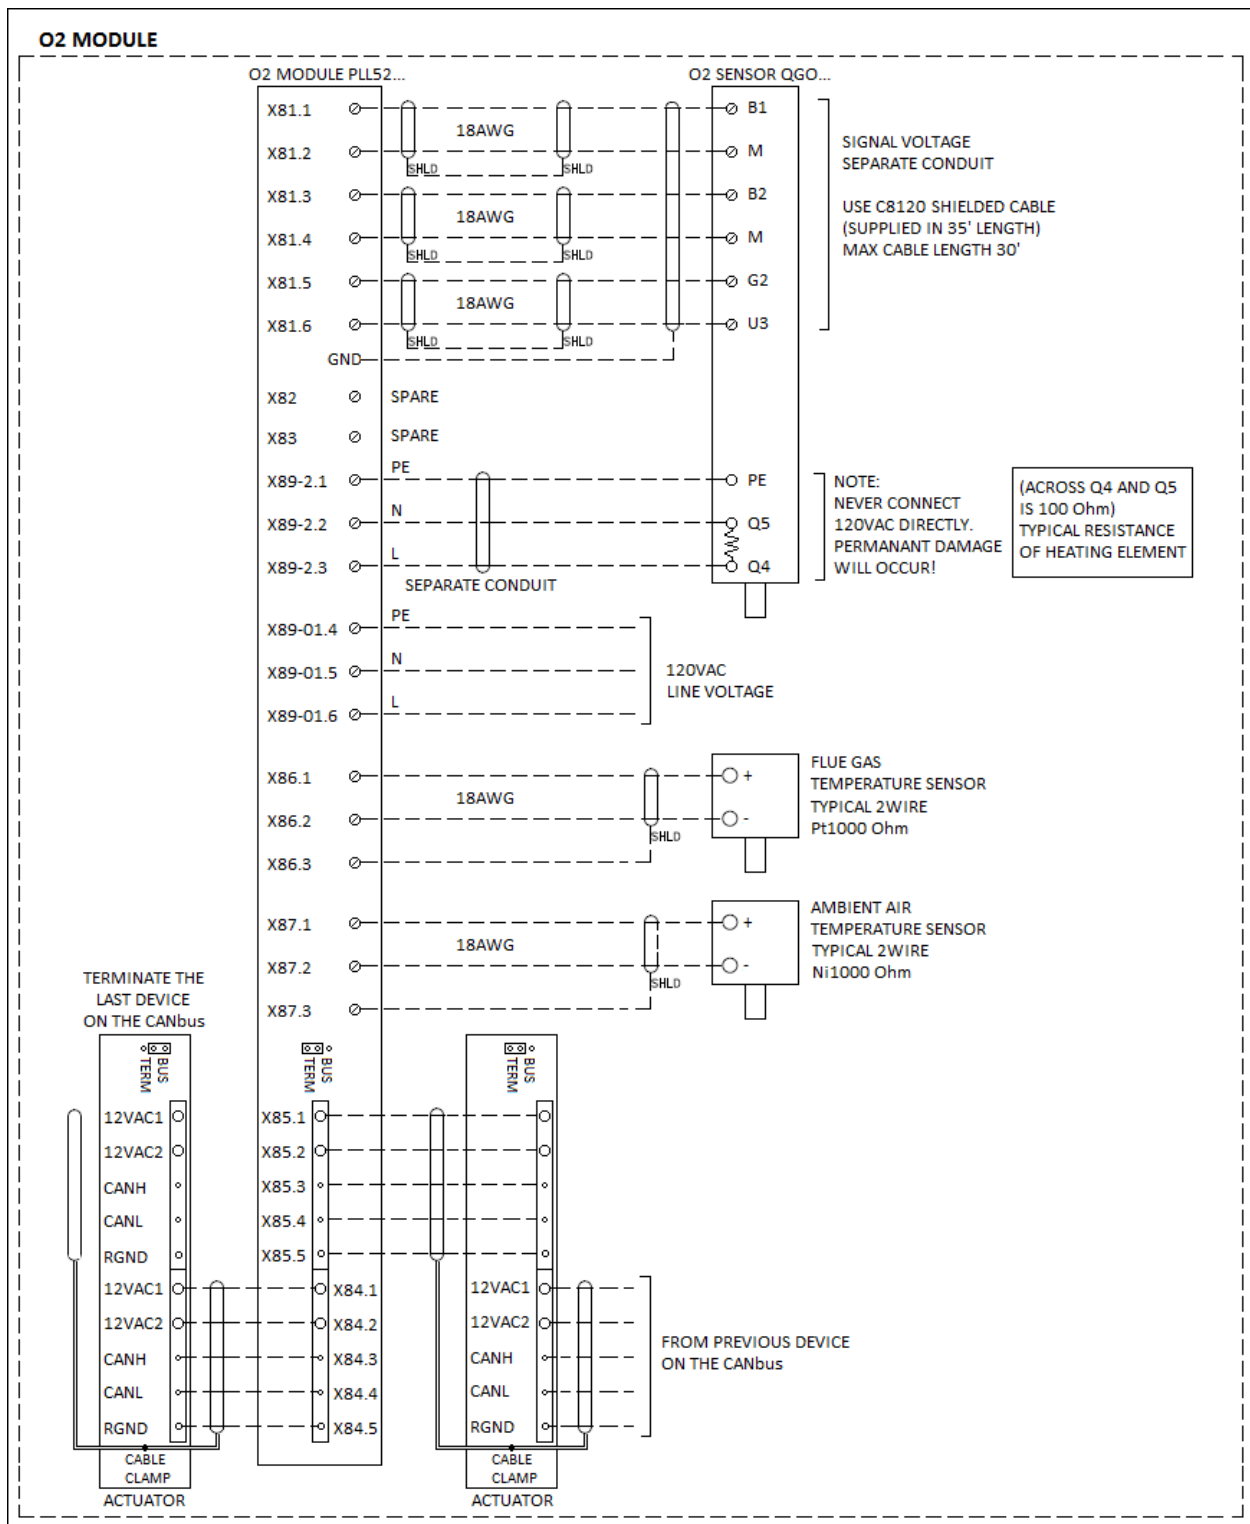 O2 MODULE
O2 MODULE PLL52...
O2 SENSOR QGO...
X81.1
B1
18AWG
X81.2
M
SHLD
SHLD
X81.3
B2
18AWG
X81.4
M
SHLD
SHLD
X81.5
G2
18AWG
X81.6
U3
SHLD
SHLD
GND
SIGNAL VOLTAGE
SEPARATE CONDUIT
USE C8120 SHIELDED CABLE
(SUPPLIED IN 35' LENGTH)
MAX CABLE LENGTH 30'
X82
SPARE
X83
SPARE
X89-2.1
PE
PE
X89-2.2
N
Q5
X89-2.3
L
Q4
SEPARATE CONDUIT
NOTE:
NEVER CONNECT
120VAC DIRECTLY.
PERMANANT DAMAGE
WILL OCCUR!
(ACROSS Q4 AND Q5
IS 100 Ohm)
TYPICAL RESISTANCE
OF HEATING ELEMENT
X89-01.4
PE
X89-01.5
N
X89-01.6
L
120VAC
LINE VOLTAGE
X86.1
+
18AWG
X86.2
-
SHLD
X86.3
FLUE GAS
TEMPERATURE SENSOR
TYPICAL 2WIRE
Pt1000 Ohm
X87.1
+
18AWG
X87.2
-
SHLD
X87.3
AMBIENT AIR
TEMPERATURE SENSOR
TYPICAL 2WIRE
Ni1000 Ohm
TERMINATE THE
LAST DEVICE
ON THE CANbus
BUS
TERM
BUS
TERM
BUS
TERM
12VAC1
X85.1
12VAC2
X85.2
CANH
X85.3
CANL
X85.4
RGND
X85.5
12VAC1
X84.1
12VAC1
12VAC2
X84.2
12VAC2
CANH
X84.3
CANH
CANL
X84.4
CANL
RGND
X84.5
RGND
FROM PREVIOUS DEVICE
ON THE CANbus
CABLE
CLAMP
ACTUATOR
CABLE
CLAMP
ACTUATOR